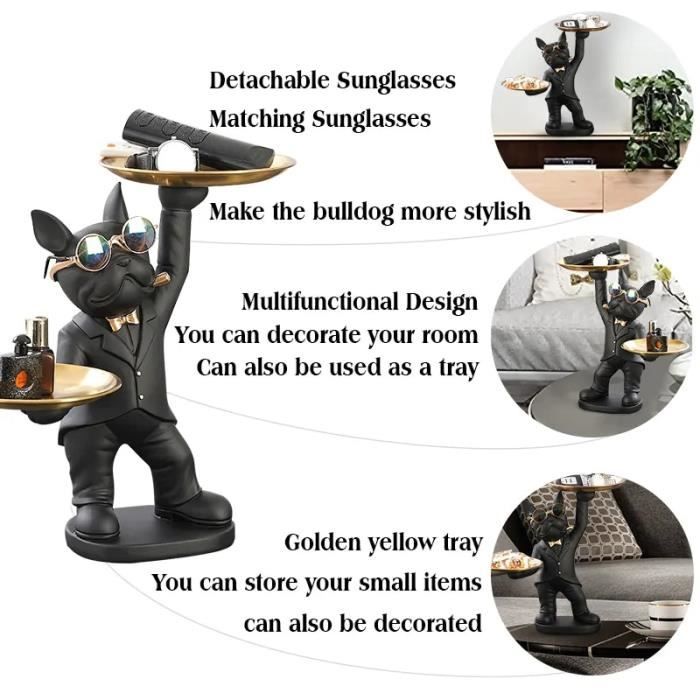 Detachable Sunglasses
Matching Sunglasses
Make the bulldog more stylish
Multifunctional Design
You can decorate your room
Can also be used as a tray
Golden yellow tray
You can store your small items
can also be decorated